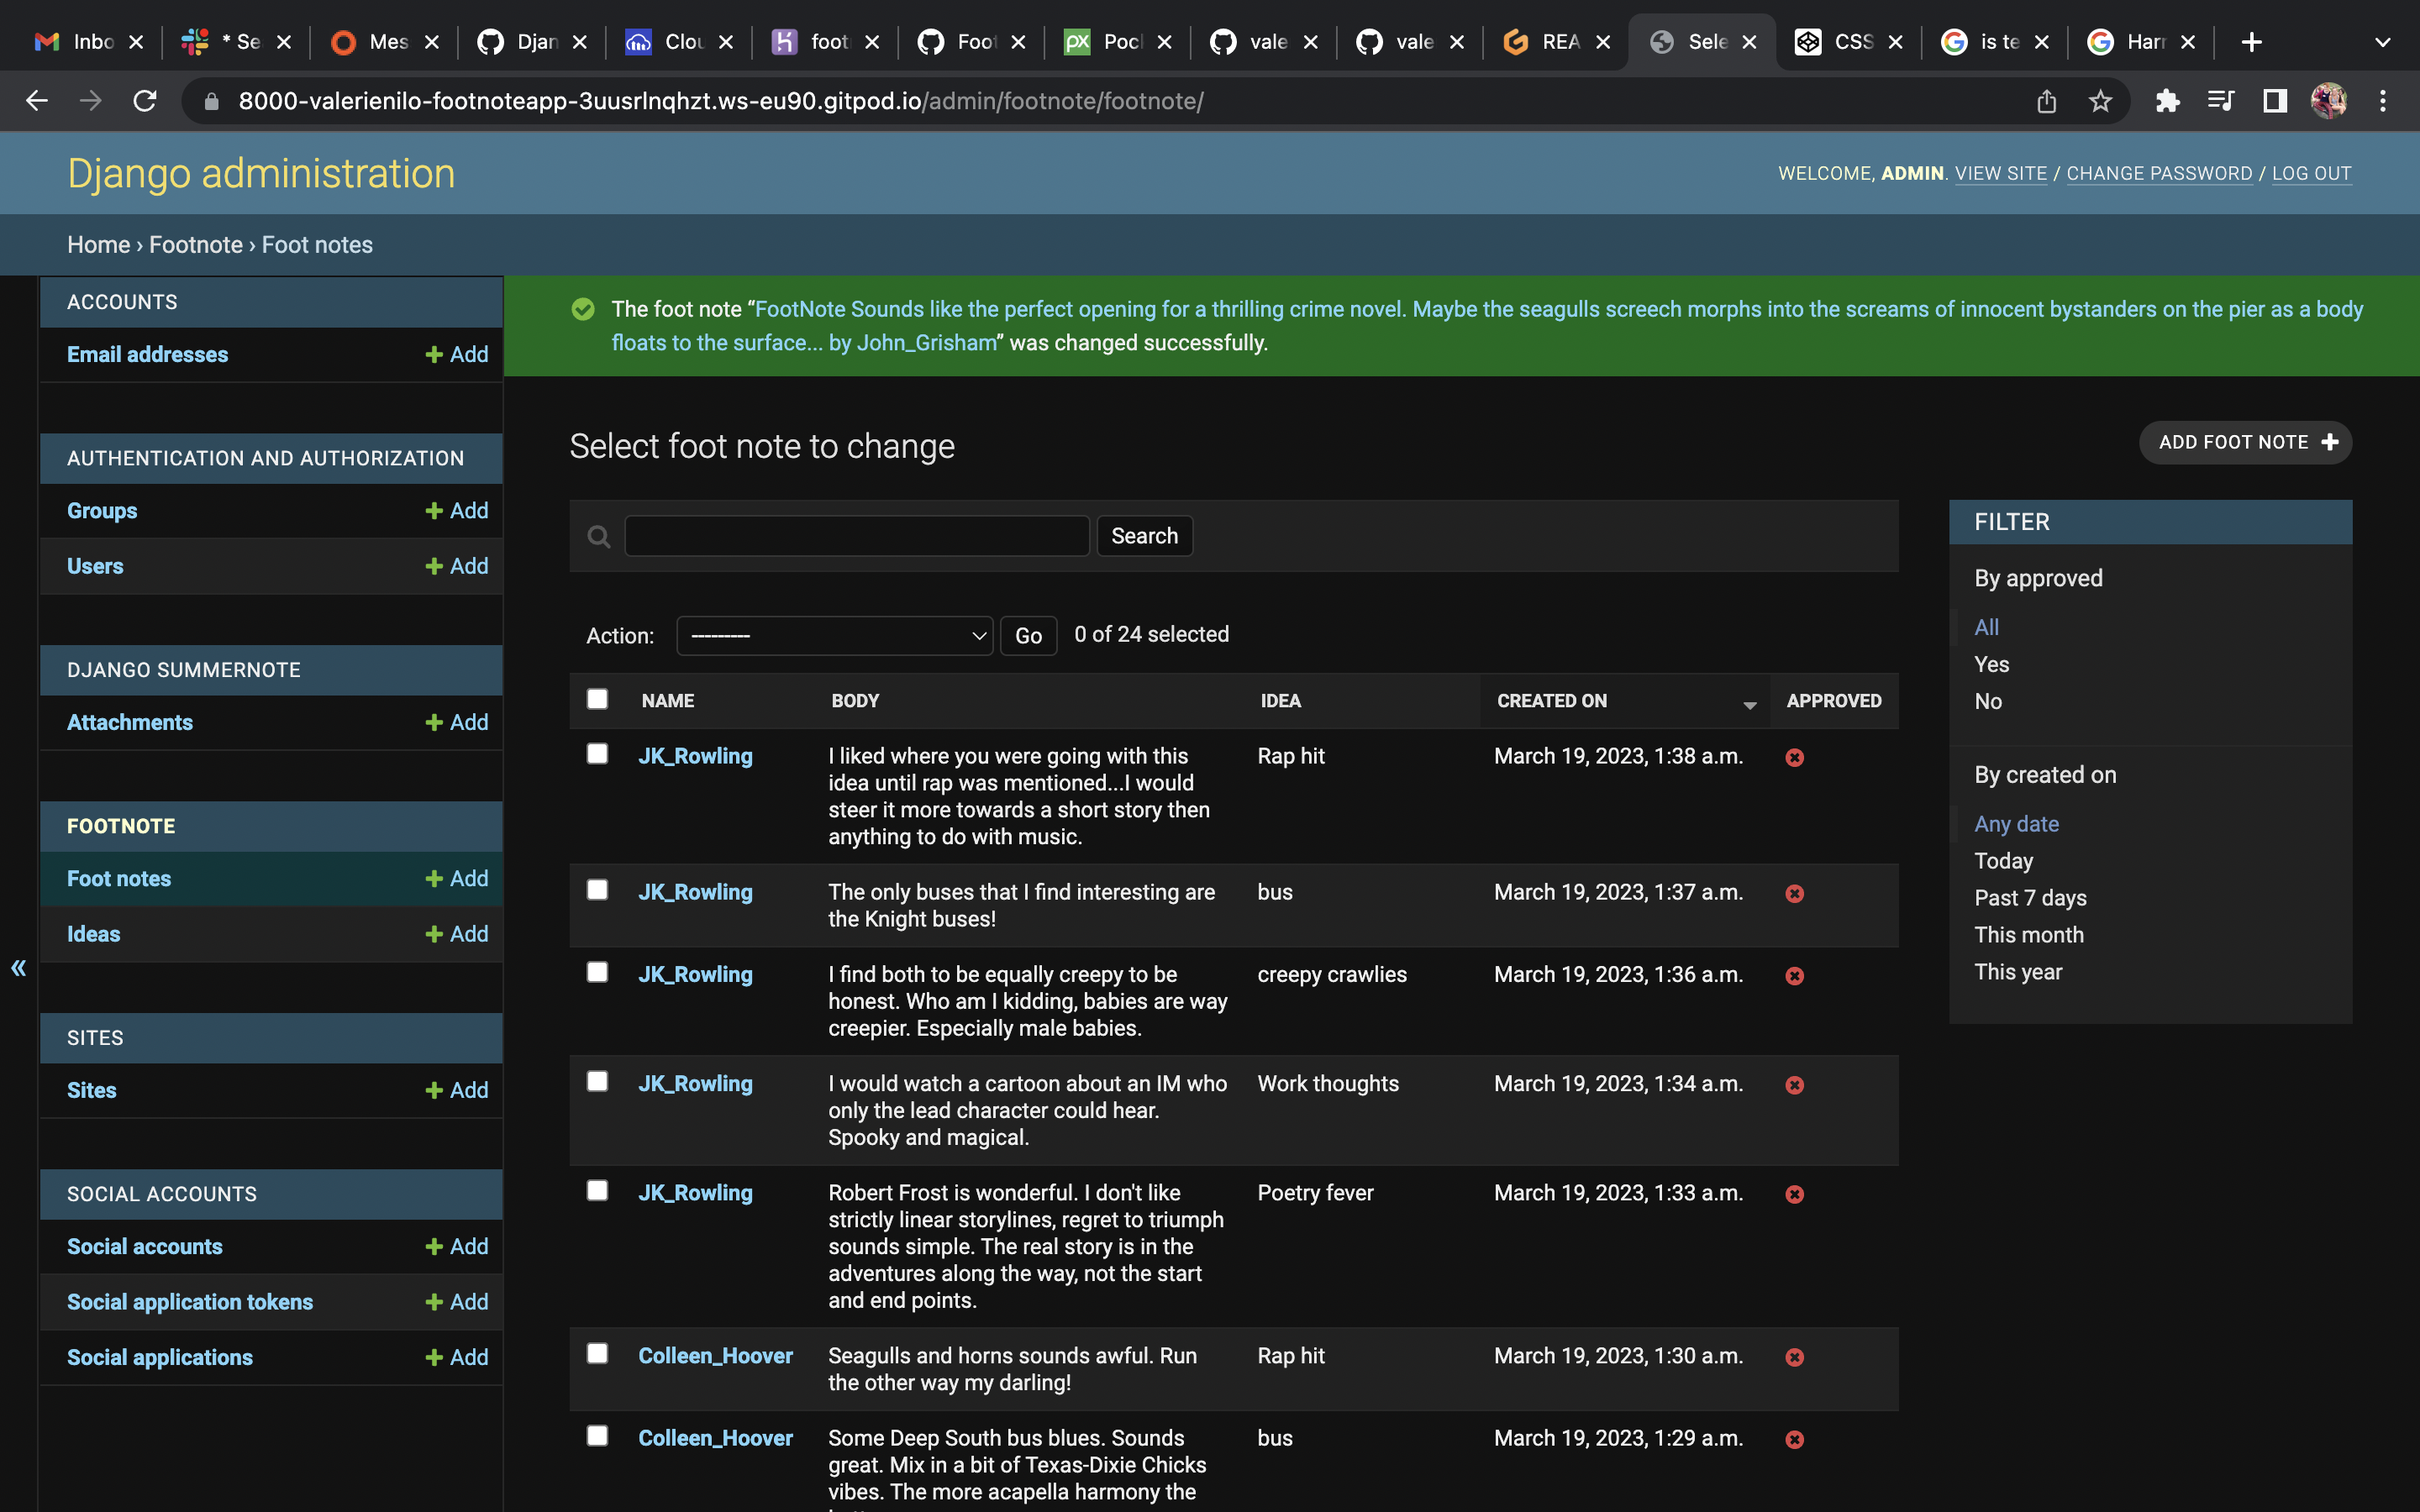 Inbo
* Se
Mes
Djan
Clou
foot
Foot
Pocl
vale
vale
REA
Sele
CSS
is te
Harr
8000-valerienilo-footnoteapp-3uusrlnqhzt.ws-eu90.gitpod.io/admin/footnote/footnote/
Django administration
WELCOME, ADMIN. VIEW SITE / CHANGE PASSWORD / LOG OUT
Home › Footnote › Foot notes
ACCOUNTS
Email addresses
Add
AUTHENTICATION AND AUTHORIZATION
Groups
Add
Users
Add
DJANGO SUMMERNOTE
Attachments
Add
FOOTNOTE
Foot notes
Add
Ideas
Add
«
SITES
Sites
Add
SOCIAL ACCOUNTS
Social accounts
Add
Social application tokens
Add
Social applications
Add
The foot note “FootNote Sounds like the perfect opening for a thrilling crime novel. Maybe the seagulls screech morphs into the screams of innocent bystanders on the pier as a body
floats to the surface... by John_Grisham” was changed successfully.
Select foot note to change
ADD FOOT NOTE +
Search
Action:
---------
Go
0 of 24 selected
NAME
BODY
IDEA
CREATED ON
APPROVED
JK_Rowling
I liked where you were going with this
idea until rap was mentioned...I would
steer it more towards a short story then
anything to do with music.
Rap hit
March 19, 2023, 1:38 a.m.
JK_Rowling
The only buses that I find interesting are
the Knight buses!
bus
March 19, 2023, 1:37 a.m.
JK_Rowling
I find both to be equally creepy to be
honest. Who am I kidding, babies are way
creepier. Especially male babies.
creepy crawlies
March 19, 2023, 1:36 a.m.
JK_Rowling
I would watch a cartoon about an IM who
only the lead character could hear.
Spooky and magical.
Work thoughts
March 19, 2023, 1:34 a.m.
JK_Rowling
Robert Frost is wonderful. I don't like
strictly linear storylines, regret to triumph
sounds simple. The real story is in the
adventures along the way, not the start
and end points.
Poetry fever
March 19, 2023, 1:33 a.m.
Colleen_Hoover
Seagulls and horns sounds awful. Run
the other way my darling!
Rap hit
March 19, 2023, 1:30 a.m.
Colleen_Hoover
Some Deep South bus blues. Sounds
great. Mix in a bit of Texas-Dixie Chicks
vibes. The more acapella harmony the
bus
March 19, 2023, 1:29 a.m.
FILTER
By approved
All
Yes
No
By created on
Any date
Today
Past 7 days
This month
This year